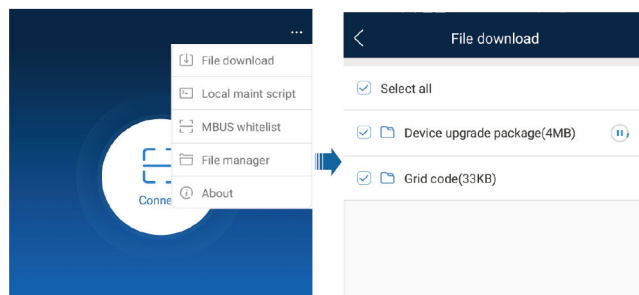 ...
File download
Local maint script
MBUS whitelist
File manager
About
Conne
File download
Select all
Device upgrade package(4MB)
Grid code(33KB)